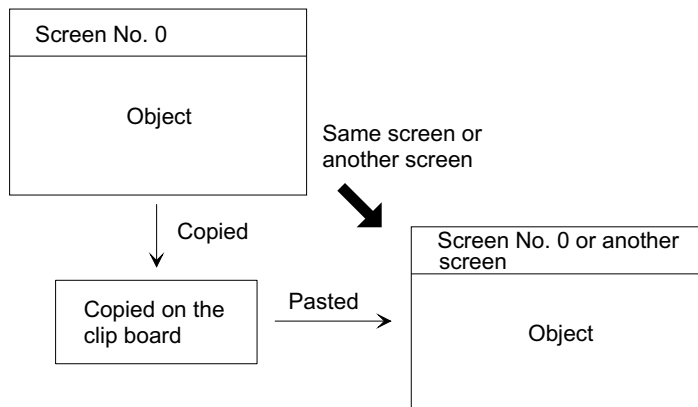 Screen No. 0
Object
Same screen or
another screen
Copied
Copied on the
clip board
Pasted
Screen No. 0 or another
screen
Object